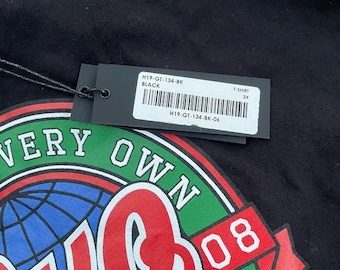 H19-GT-134-BK
BLACK
T-SHIRT
H19-GT-134-BK-06
VERY OWN
08